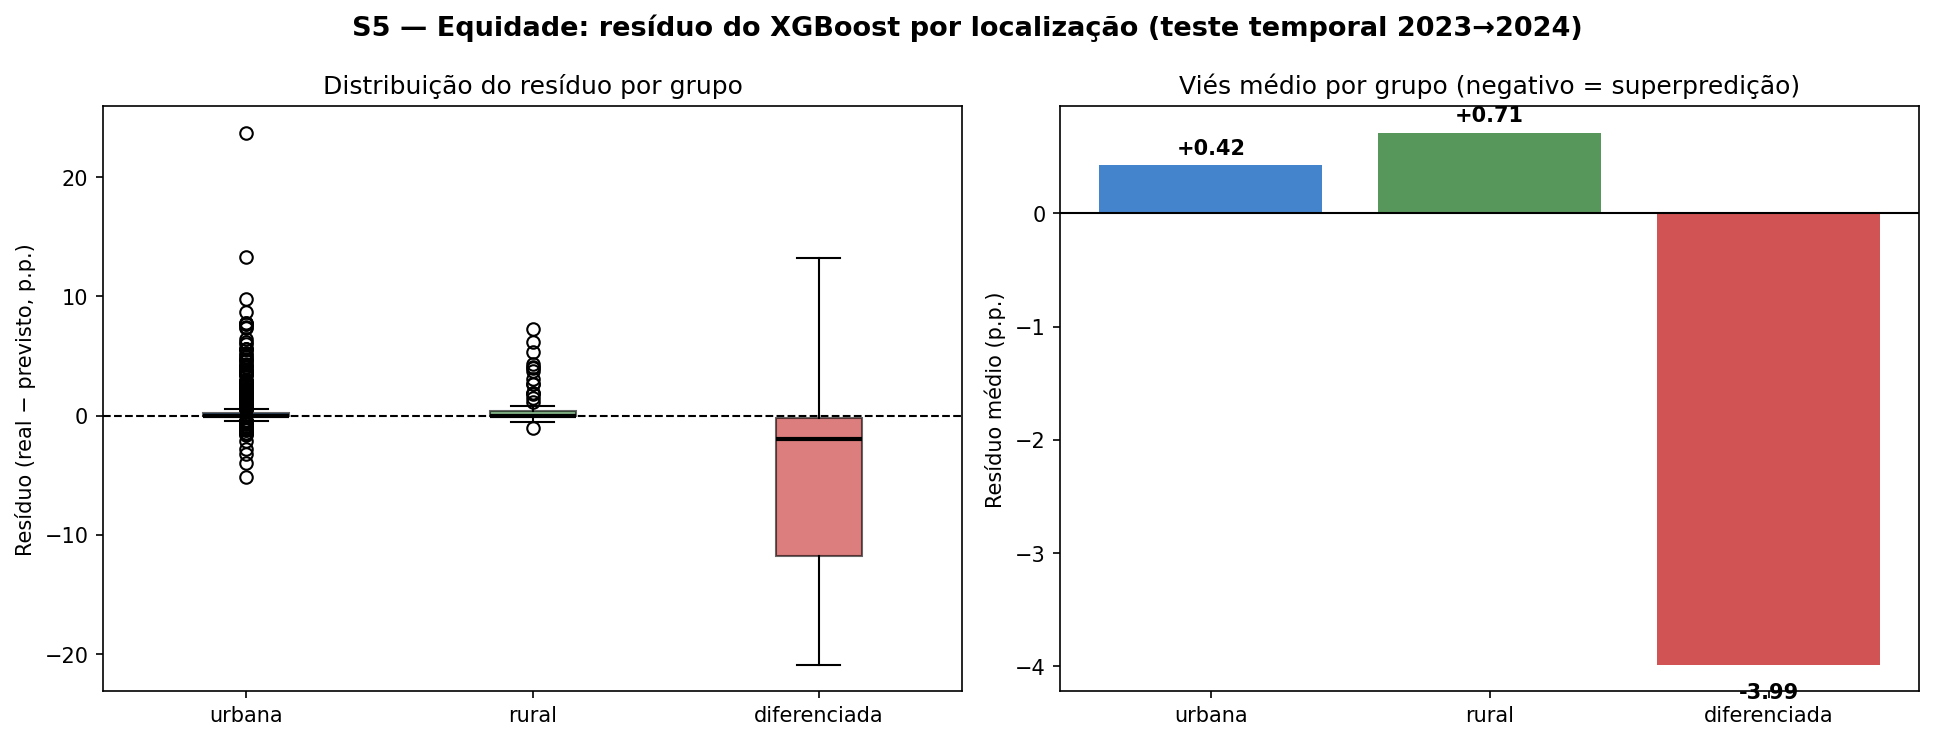 S5 — Equidade: resíduo do XGBoost por localização (teste temporal 2023→2024)
Distribuição do resíduo por grupo
Resíduo (real − previsto, p.p.)
20
10
0
−10
−20
urbana
rural
diferenciada
Viés médio por grupo (negativo = superpredição)
Resíduo médio (p.p.)
0
−1
−2
−3
−4
+0.42
+0.71
-3.99
urbana
rural
diferenciada